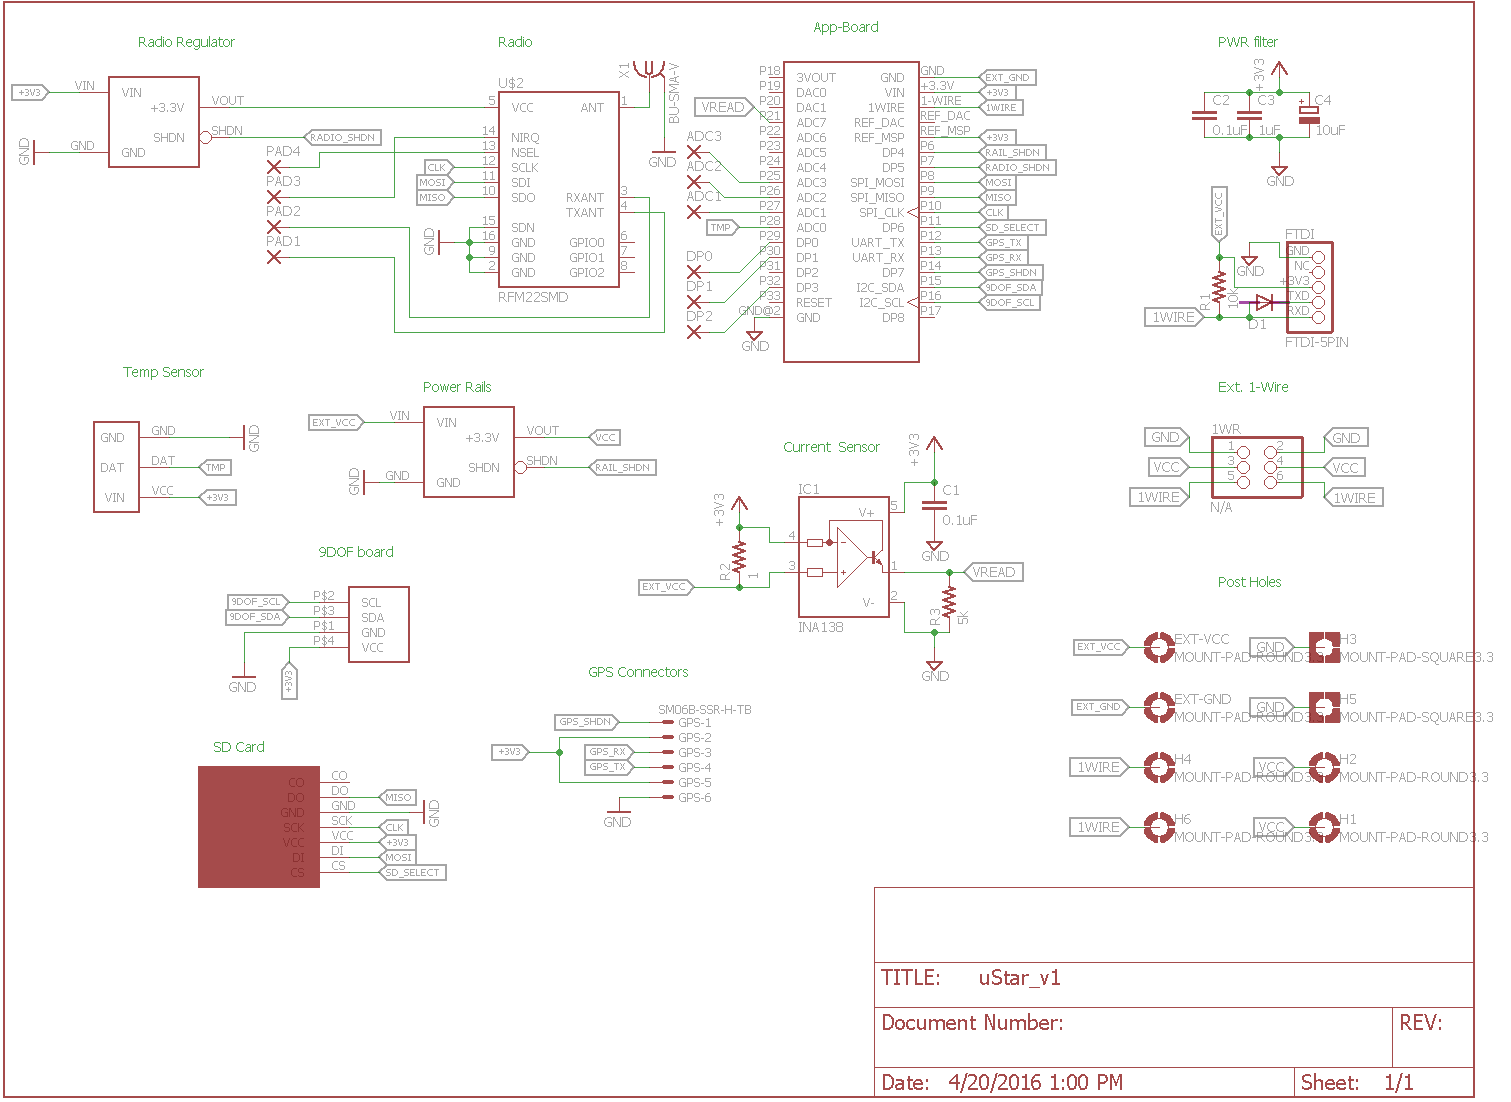 Radio Regulator
+3V3
VIN
VIN
+3.3V
VOUT
SHDN
SHDN
RADIO_SHDN
GND
GND
GND
PAD4
PAD3
PAD2
PAD1
Radio
U$2
X1
BU-SMA-V
GND
5
VCC
ANT
1
14
NIRQ
13
NSEL
CLK
12
SCLK
MOSI
11
SDI
MISO
10
SDO
RXANT
3
TXANT
4
15
SDN
GND
16
GND
GPIO0
6
9
GND
GPIO1
7
2
GND
GPIO2
8
RFM22SMD
App-Board
P18
3VOUT
GND
GND
EXT_GND
P19
DAC0
VIN
+3.3V
+3V3
P20
DAC1
1WIRE
1-WIRE
1WIRE
VREAD
P21
ADC7
REF_DAC
REF_DAC
P22
ADC6
REF_MSP
REF_MSP
+3V3
P23
ADC5
DP4
P6
RAIL_SHDN
P24
ADC4
DP5
P7
RADIO_SHDN
ADC3
P25
ADC3
SPI_MOSI
P8
MOSI
ADC2
P26
ADC2
SPI_MISO
P9
MISO
ADC1
P27
ADC1
SPI_CLK
P10
CLK
TMP
P28
ADC0
DP6
P11
SD_SELECT
P29
DP0
UART_TX
P12
GPS_TX
DP0
P30
DP1
UART_RX
P13
GPS_RX
P31
DP2
DP7
P14
GPS_SHDN
DP1
P32
DP3
I2C_SDA
P15
9DOF_SDA
P33
RESET
I2C_SCL
P16
9DOF_SCL
DP2
GND@2
GND
DP8
P17
GND
PWR filter
+3V3
C2
0.1uF
C3
1uF
+
C4
10uF
GND
EXT_VCC
FTDI
GND
GND
NC
+3V3
TXD
RXD
R1
10K
D1
1WIRE
FTDI-5PIN
Temp Sensor
GND
GND
GND
DAT
DAT
TMP
VIN
VCC
+3V3
Power Rails
EXT_VCC
VIN
VIN
+3.3V
VOUT
VCC
SHDN
SHDN
RAIL_SHDN
GND
GND
GND
Current Sensor
+3V3
+3V3
IC1
V+
5
C1
0.1uF
GND
4
-
R2
1
3
+
1
VREAD
EXT_VCC
V-
2
R3
5K
INA138
GND
Ext. 1-Wire
GND
1WR
GND
1
2
VCC
3
4
VCC
1WIRE
5
6
1WIRE
N/A
9DOF board
9DOF_SCL
P$2
SCL
9DOF_SDA
P$3
SDA
P$1
GND
P$4
VCC
GND
+3V3
GPS Connectors
SM06B-SSR-H-TB
GPS_SHDN
GPS-1
GPS-2
+3V3
GPS_RX
GPS-3
GPS_TX
GPS-4
GPS-5
GPS-6
GND
Post Holes
EXT_VCC
EXT-VCC
MOUNT-PAD-ROUND3.3
GND
H3
MOUNT-PAD-SQUARE3.3
EXT_GND
EXT-GND
MOUNT-PAD-ROUND3.3
GND
H5
MOUNT-PAD-SQUARE3.3
1WIRE
H4
MOUNT-PAD-ROUND3.3
VCC
H2
MOUNT-PAD-ROUND3.3
1WIRE
H6
MOUNT-PAD-ROUND3.3
VCC
H1
MOUNT-PAD-ROUND3.3
SD Card
CO
CO
DO
DO
MISO
GND
GND
GND
SCK
SCK
CLK
VCC
VCC
+3V3
DI
DI
MOSI
CS
CS
SD_SELECT
TITLE: uStar_v1
Document Number:
REV:
Date: 4/20/2016 1:00 PM
Sheet: 1/1